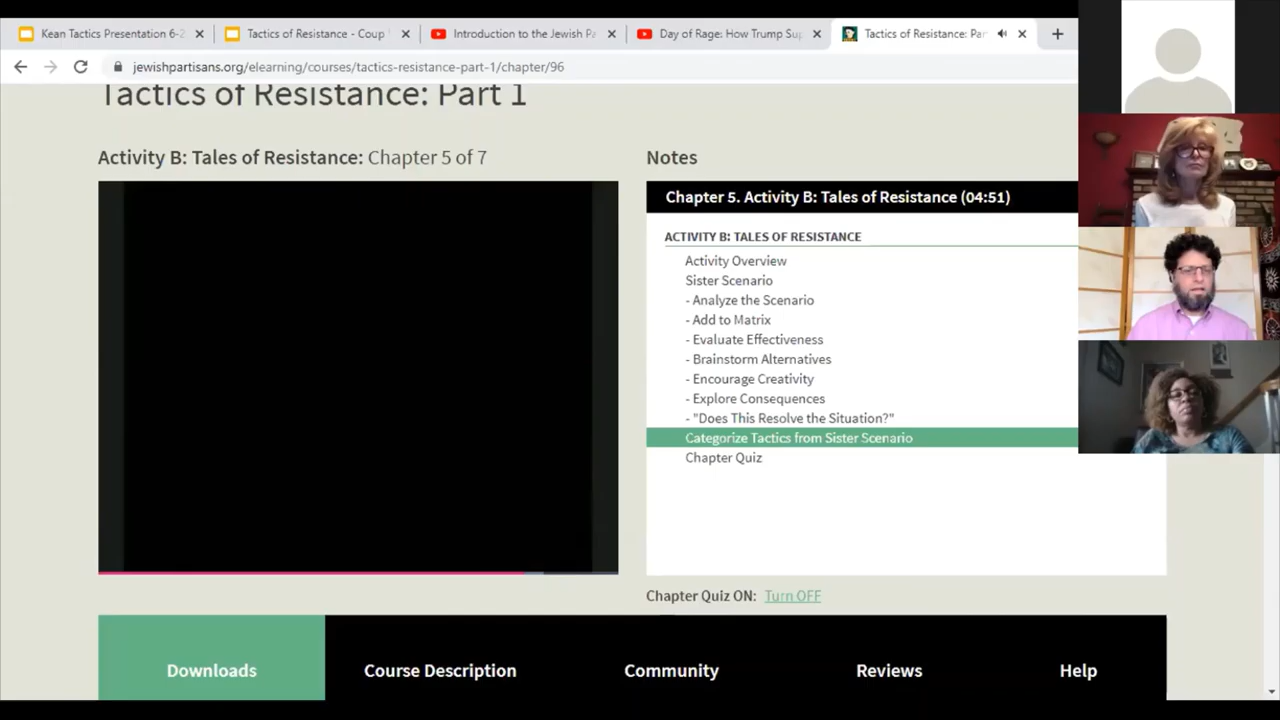 Kean Tactics Presentation 6-2
Tactics of Resistance - Coup
Introduction to the Jewish Pa
Day of Rage: How Trump Sup
Tactics of Resistance: Par
jewishpartisans.org/elearning/courses/tactics-resistance-part-1/chapter/96
Tactics of Resistance: Part 1
Activity B: Tales of Resistance: Chapter 5 of 7
Notes
Chapter 5. Activity B: Tales of Resistance (04:51)
ACTIVITY B: TALES OF RESISTANCE
Activity Overview
Sister Scenario
- Analyze the Scenario
- Add to Matrix
- Evaluate Effectiveness
- Brainstorm Alternatives
- Encourage Creativity
- Explore Consequences
- "Does This Resolve the Situation?"
Categorize Tactics from Sister Scenario
Chapter Quiz
Chapter Quiz ON: Turn OFF
Downloads
Course Description
Community
Reviews
Help